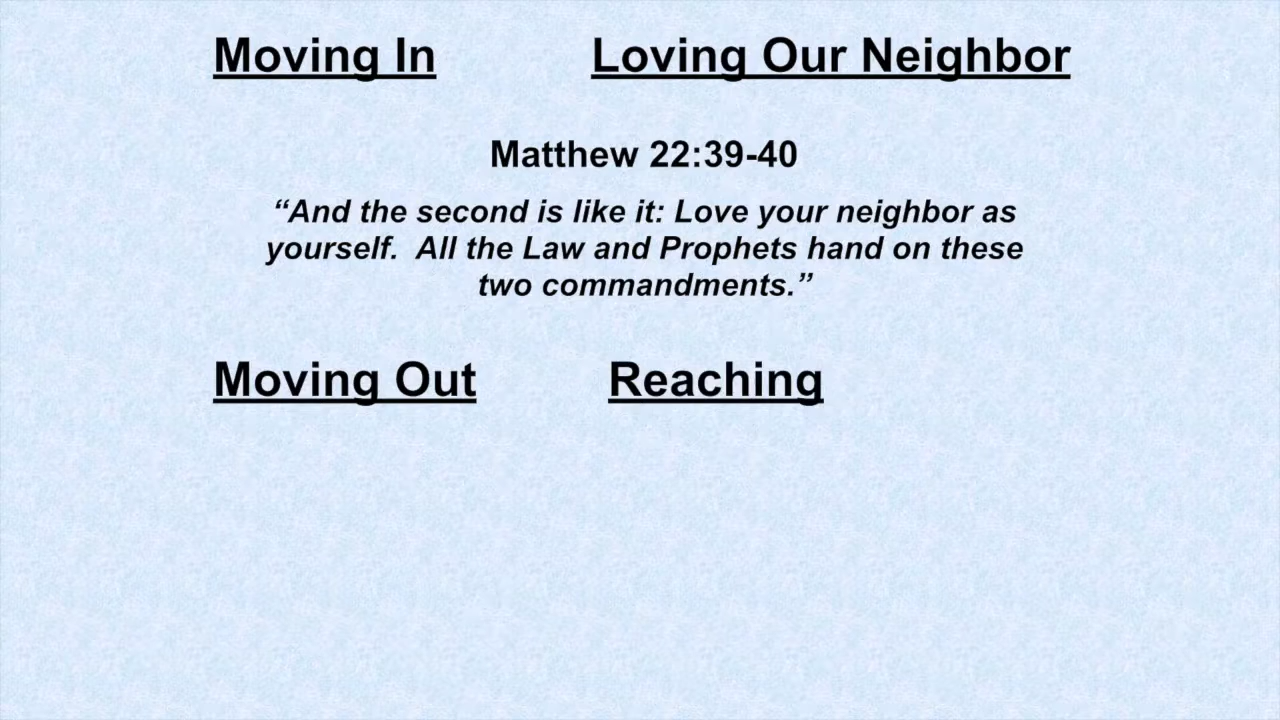 Moving In Loving Our Neighbor
Matthew 22:39-40
“And the second is like it: Love your neighbor as
yourself.  All the Law and Prophets hand on these
two commandments.”
Moving Out Reaching